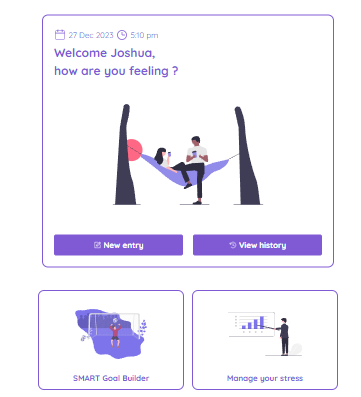 27 Dec 2023 5:10 pm
Welcome Joshua,
how are you feeling ?
New entry
View history
SMART Goal Builder
Manage your stress